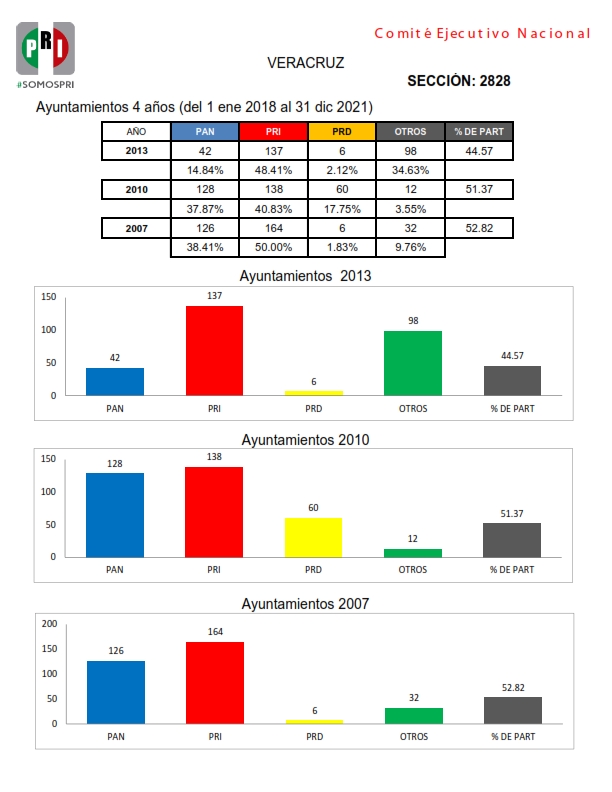 Comité Ejecutivo Nacional
PRI
#SOMOSPRI
VERACRUZ
SECCIÓN: 2828
Ayuntamientos 4 años (del 1 ene 2018 al 31 dic 2021)
AÑO PAN PRI PRD OTROS % DE PART
2013 42 137 6 98 44.57
14.84% 48.41% 2.12% 34.63%
2010 128 138 60 12 51.37
37.87% 40.83% 17.75% 3.55%
2007 126 164 6 32 52.82
38.41% 50.00% 1.83% 9.76%
Ayuntamientos 2013
150
137
100
98
50
42
44.57
6
0
PAN PRI PRD OTROS % DE PART
Ayuntamientos 2010
150
128
138
100
60
50
51.37
12
0
PAN PRI PRD OTROS % DE PART
Ayuntamientos 2007
200
164
150
126
100
50
52.82
32
6
0
PAN PRI PRD OTROS % DE PART